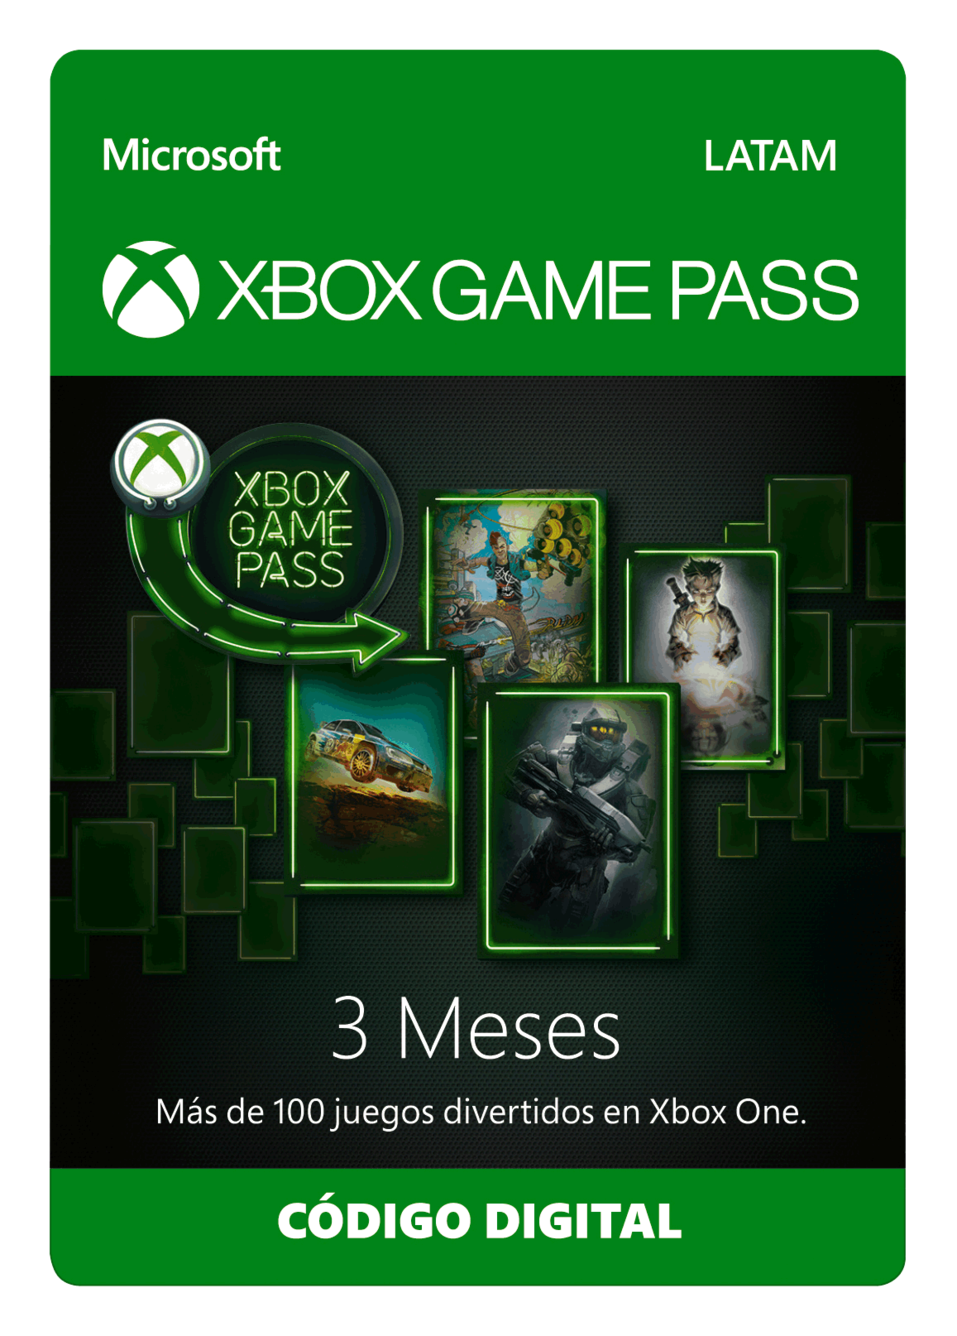 Microsoft
LATAM
XBOX GAME PASS
XBOX
GAME
PASS
3 Meses
Más de 100 juegos divertidos en Xbox One.
CÓDIGO DIGITAL